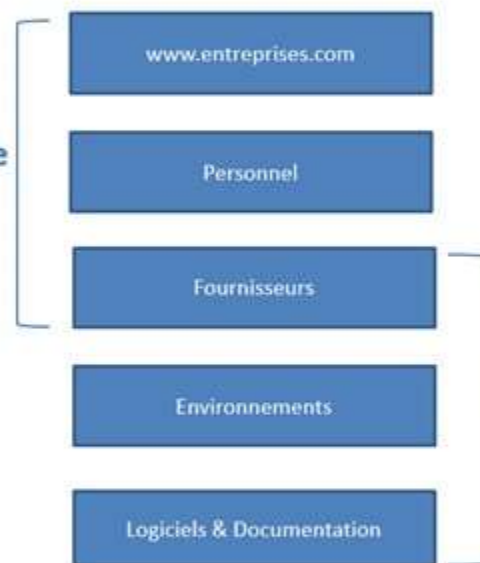 www.entreprises.com
Personnel
Fournisseurs
Environnements
Logiciels & Documentation